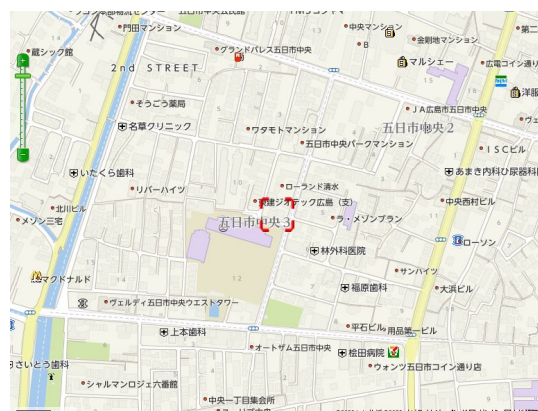 門田マンション
グランドパレス五日市中央
中央マンション
B
金剛地マンション
第二
蔵シック館
マルシェー
広電コイン通り
2nd STREET
洋服
そうごう薬局
JA広島市五日市中央
名草クリニック
ワタモトマンション
五日市中央2
五日市中央パークマンション
ISCビル
いたくら歯科
あまき内科ひ尿器科
リバーハイツ
ローランド清水
中央西村ビル
北川ビル
建ジオテック広島(支)
メゾン三宅
五日市中央3
ラ・メゾンブラン
ローソン
林外科医院
マクドナルド
サンハイツ
12
福原歯科
大浜ビル
ヴェルディ五日市中央ウエストタワー
上本歯科
平石ビル
用品第一ビル
オートザム五日市中央
桧田病院
さいとう歯科
ウォンツ五日市コイン通り店
シャルマンロジェ六番館
中央一丁目集会所